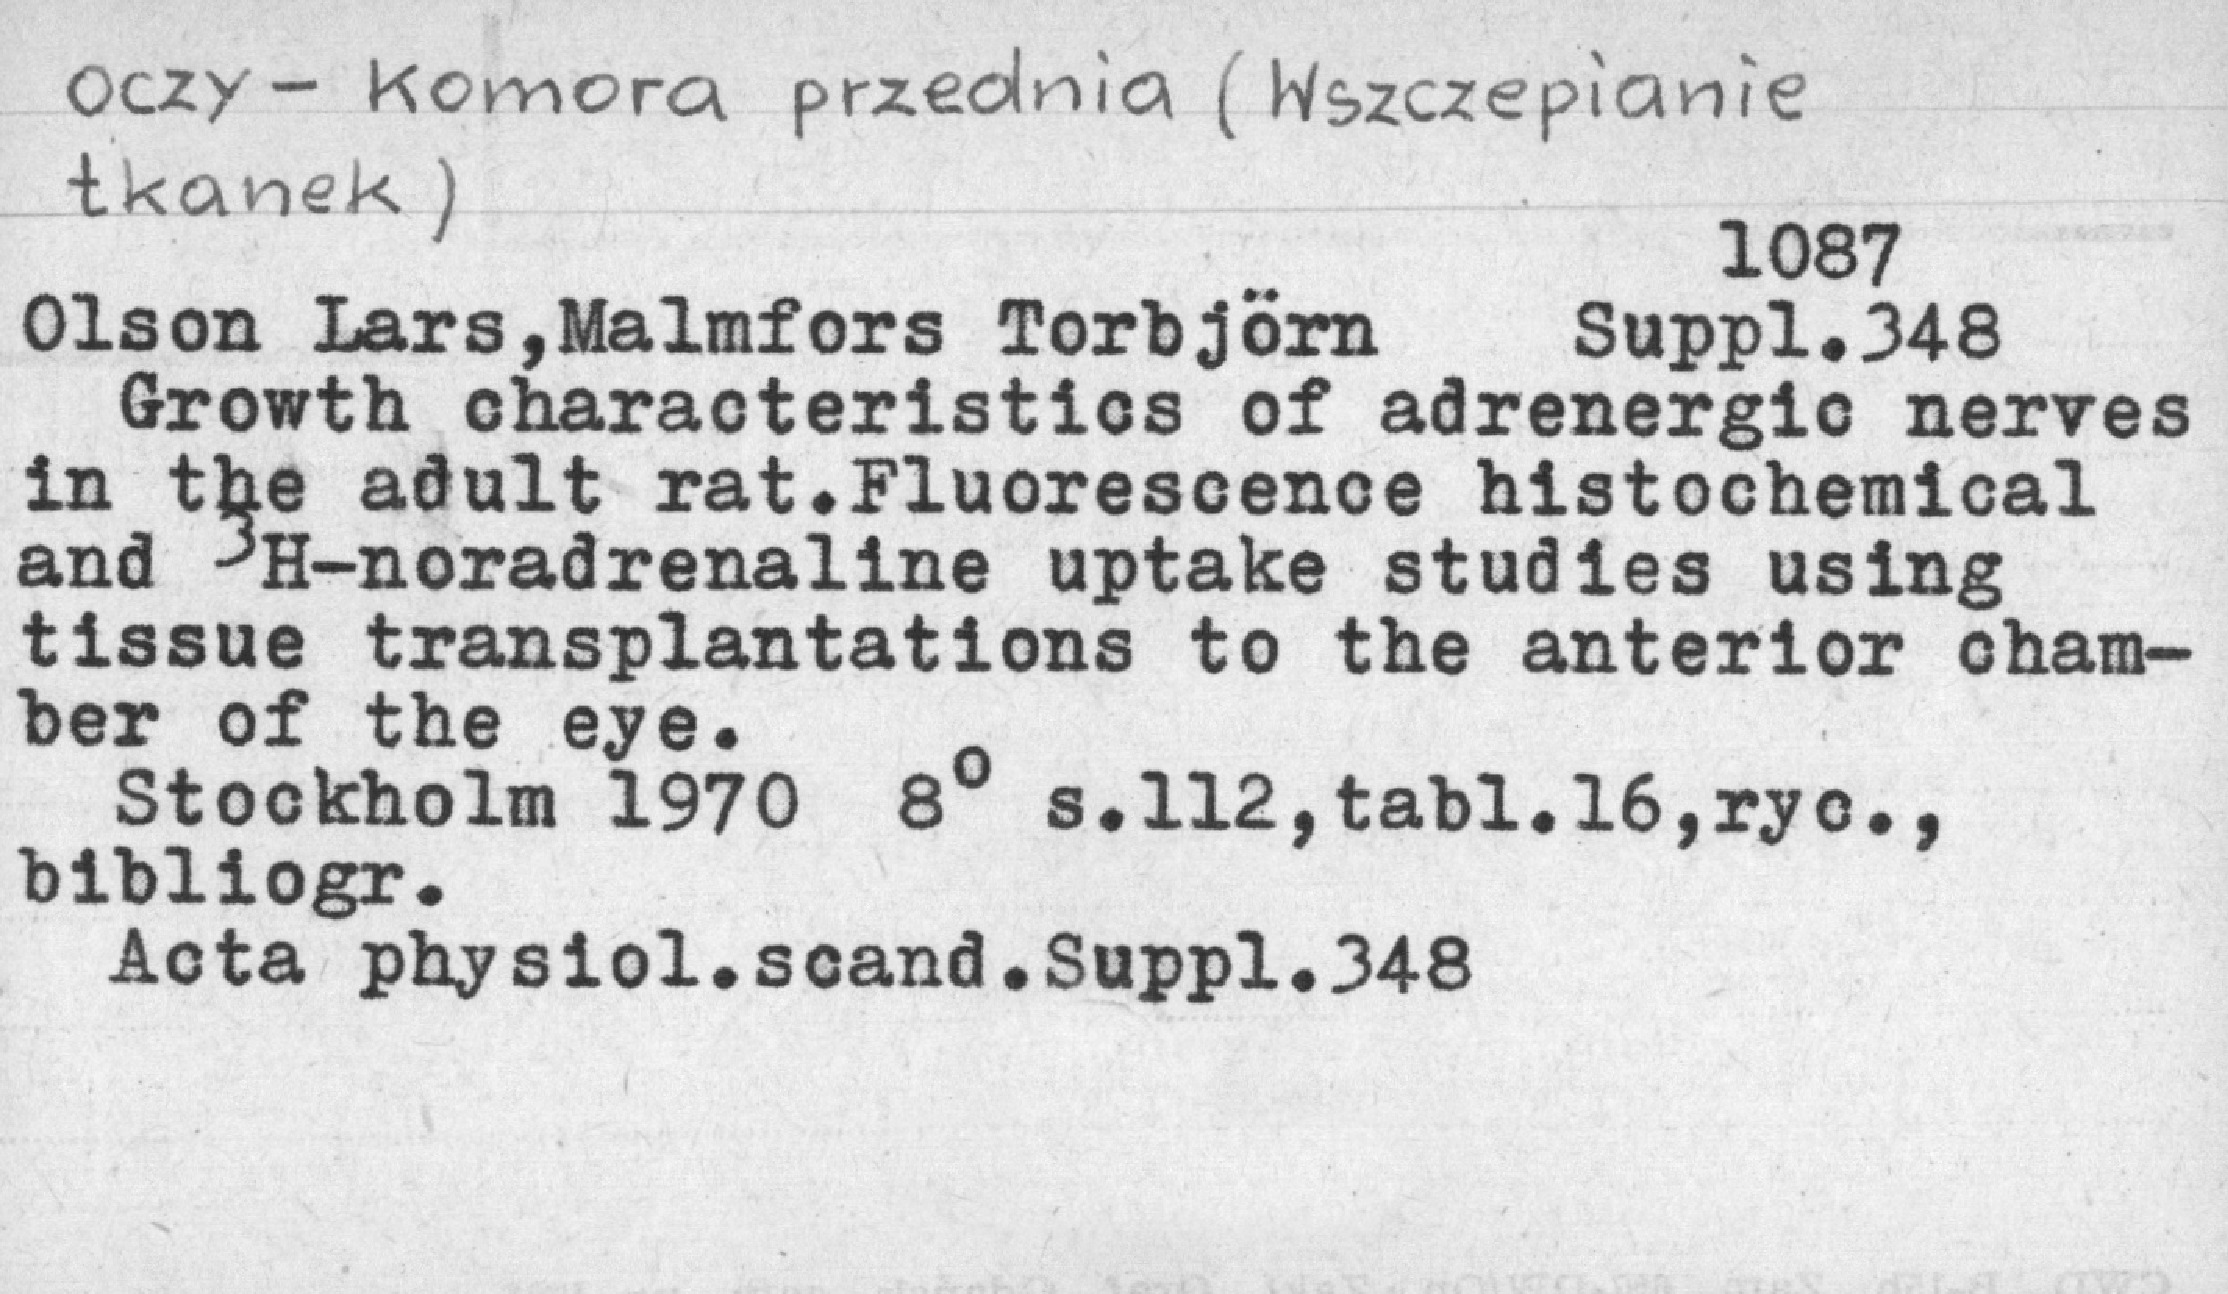 oczy - Komora przednia (Wszczepianie
tkanek)
1087
Olson Lars,Malmfors Torbjörn Suppl.348
Growth characteristics of adrenergic nerves
in the adult rat.Fluorescence histochemical
and ³H-noradrenaline uptake studies using
tissue transplantations to the anterior cham-
ber of the eye.
Stockholm 1970 8° s.112,tabl.16,ryc.,
bibliogr.
Acta physiol.scand.Suppl.348